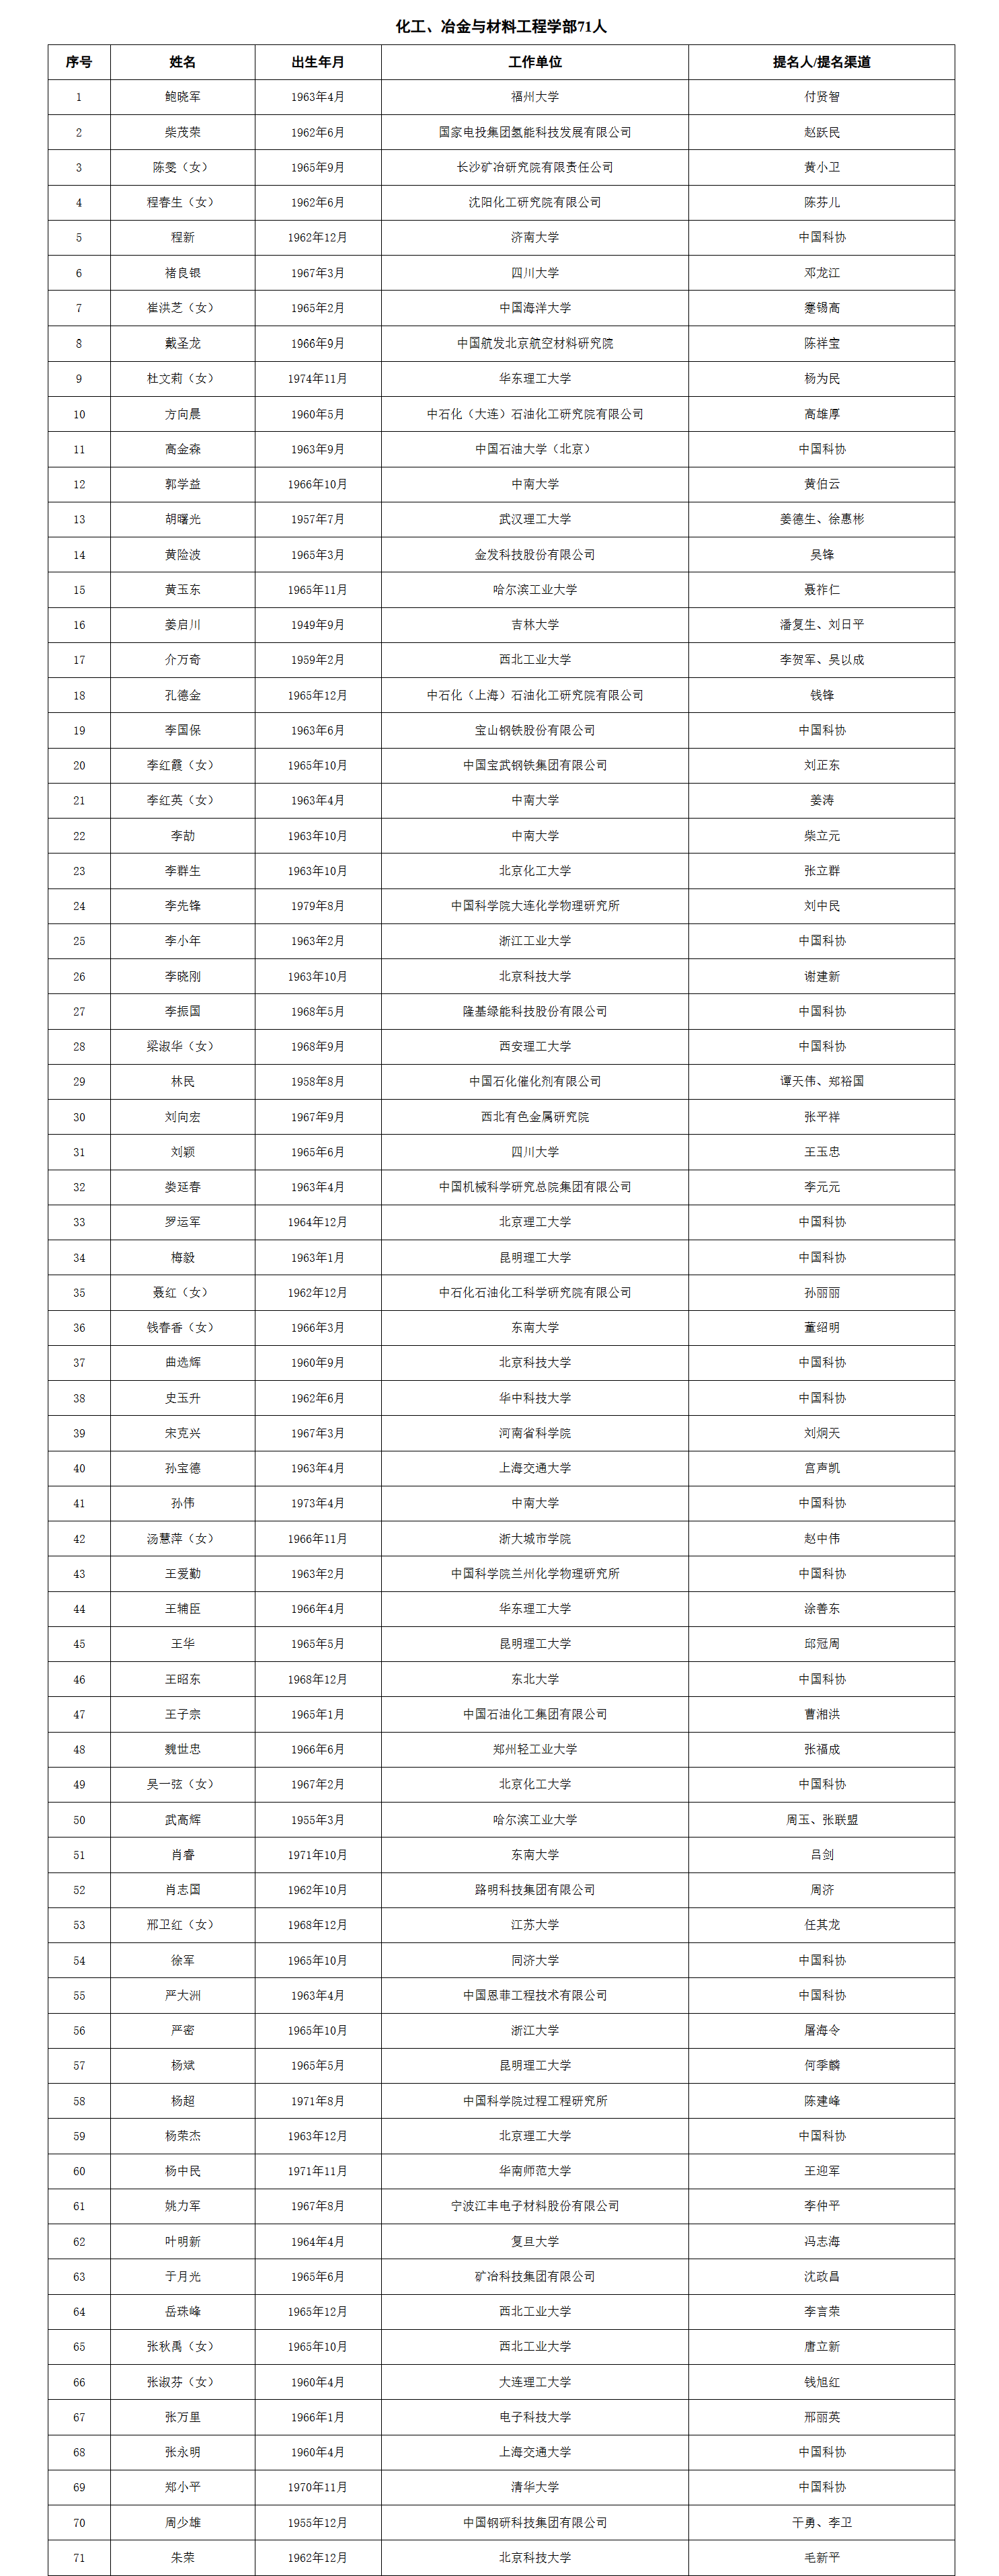 化工、冶金与材料工程学部71人
序号 姓名 出生年月 工作单位 提名人/提名渠道
1 鲍晓军 1963年4月 福州大学 付贤智
2 柴茂荣 1962年6月 国家电投集团氢能科技发展有限公司 赵跃民
3 陈雯（女） 1965年9月 长沙矿冶研究院有限责任公司 黄小卫
4 程春生（女） 1962年6月 沈阳化工研究院有限公司 陈芬儿
5 程新 1962年12月 济南大学 中国科协
6 褚良银 1967年3月 四川大学 邓龙江
7 崔洪芝（女） 1965年2月 中国海洋大学 蹇锡高
8 戴圣龙 1966年9月 中国航发北京航空材料研究院 陈祥宝
9 杜文莉（女） 1974年11月 华东理工大学 杨为民
10 方向晨 1960年5月 中石化（大连）石油化工研究院有限公司 高雄厚
11 高金森 1963年9月 中国石油大学（北京） 中国科协
12 郭学益 1966年10月 中南大学 黄伯云
13 胡曙光 1957年7月 武汉理工大学 姜德生、徐惠彬
14 黄险波 1965年3月 金发科技股份有限公司 吴锋
15 黄玉东 1965年11月 哈尔滨工业大学 聂祚仁
16 姜启川 1949年9月 吉林大学 潘复生、刘日平
17 介万奇 1959年2月 西北工业大学 李贺军、吴以成
18 孔德金 1965年12月 中石化（上海）石油化工研究院有限公司 钱锋
19 李国保 1963年6月 宝山钢铁股份有限公司 中国科协
20 李红霞（女） 1965年10月 中国宝武钢铁集团有限公司 刘正东
21 李红英（女） 1963年4月 中南大学 姜涛
22 李劼 1963年10月 中南大学 柴立元
23 李群生 1963年10月 北京化工大学 张立群
24 李先锋 1979年8月 中国科学院大连化学物理研究所 刘中民
25 李小年 1963年2月 浙江工业大学 中国科协
26 李晓刚 1963年10月 北京科技大学 谢建新
27 李振国 1968年5月 隆基绿能科技股份有限公司 中国科协
28 梁淑华（女） 1968年9月 西安理工大学 中国科协
29 林民 1958年8月 中国石化催化剂有限公司 谭天伟、郑裕国
30 刘向宏 1967年9月 西北有色金属研究院 张平祥
31 刘颖 1965年6月 四川大学 王玉忠
32 娄延春 1963年4月 中国机械科学研究总院集团有限公司 李元元
33 罗运军 1964年12月 北京理工大学 中国科协
34 梅毅 1963年1月 昆明理工大学 中国科协
35 聂红（女） 1962年12月 中石化石油化工科学研究院有限公司 孙丽丽
36 钱春香（女） 1966年3月 东南大学 董绍明
37 曲选辉 1960年9月 北京科技大学 中国科协
38 史玉升 1962年6月 华中科技大学 中国科协
39 宋克兴 1967年3月 河南省科学院 刘炯天
40 孙宝德 1963年4月 上海交通大学 宫声凯
41 孙伟 1973年4月 中南大学 中国科协
42 汤慧萍（女） 1966年11月 浙大城市学院 赵中伟
43 王爱勤 1963年2月 中国科学院兰州化学物理研究所 中国科协
44 王辅臣 1966年4月 华东理工大学 涂善东
45 王华 1965年5月 昆明理工大学 邱冠周
46 王昭东 1968年12月 东北大学 中国科协
47 王子宗 1965年1月 中国石油化工集团有限公司 曹湘洪
48 魏世忠 1966年6月 郑州轻工业大学 张福成
49 吴一弦（女） 1967年2月 北京化工大学 中国科协
50 武高辉 1955年3月 哈尔滨工业大学 周玉、张联盟
51 肖睿 1971年10月 东南大学 吕剑
52 肖志国 1962年10月 路明科技集团有限公司 周济
53 邢卫红（女） 1968年12月 江苏大学 任其龙
54 徐军 1965年10月 同济大学 中国科协
55 严大洲 1963年4月 中国恩菲工程技术有限公司 中国科协
56 严密 1965年10月 浙江大学 屠海令
57 杨斌 1965年5月 昆明理工大学 何季麟
58 杨超 1971年8月 中国科学院过程工程研究所 陈建峰
59 杨荣杰 1963年12月 北京理工大学 中国科协
60 杨中民 1971年11月 华南师范大学 王迎军
61 姚力军 1967年8月 宁波江丰电子材料股份有限公司 李仲平
62 叶明新 1964年4月 复旦大学 冯志海
63 于月光 1965年6月 矿冶科技集团有限公司 沈政昌
64 岳珠峰 1965年12月 西北工业大学 李言荣
65 张秋禹（女） 1965年10月 西北工业大学 唐立新
66 张淑芬（女） 1960年4月 大连理工大学 钱旭红
67 张万里 1966年1月 电子科技大学 邢丽英
68 张永明 1960年4月 上海交通大学 中国科协
69 郑小平 1970年11月 清华大学 中国科协
70 周少雄 1955年12月 中国钢研科技集团有限公司 干勇、李卫
71 朱荣 1962年12月 北京科技大学 毛新平